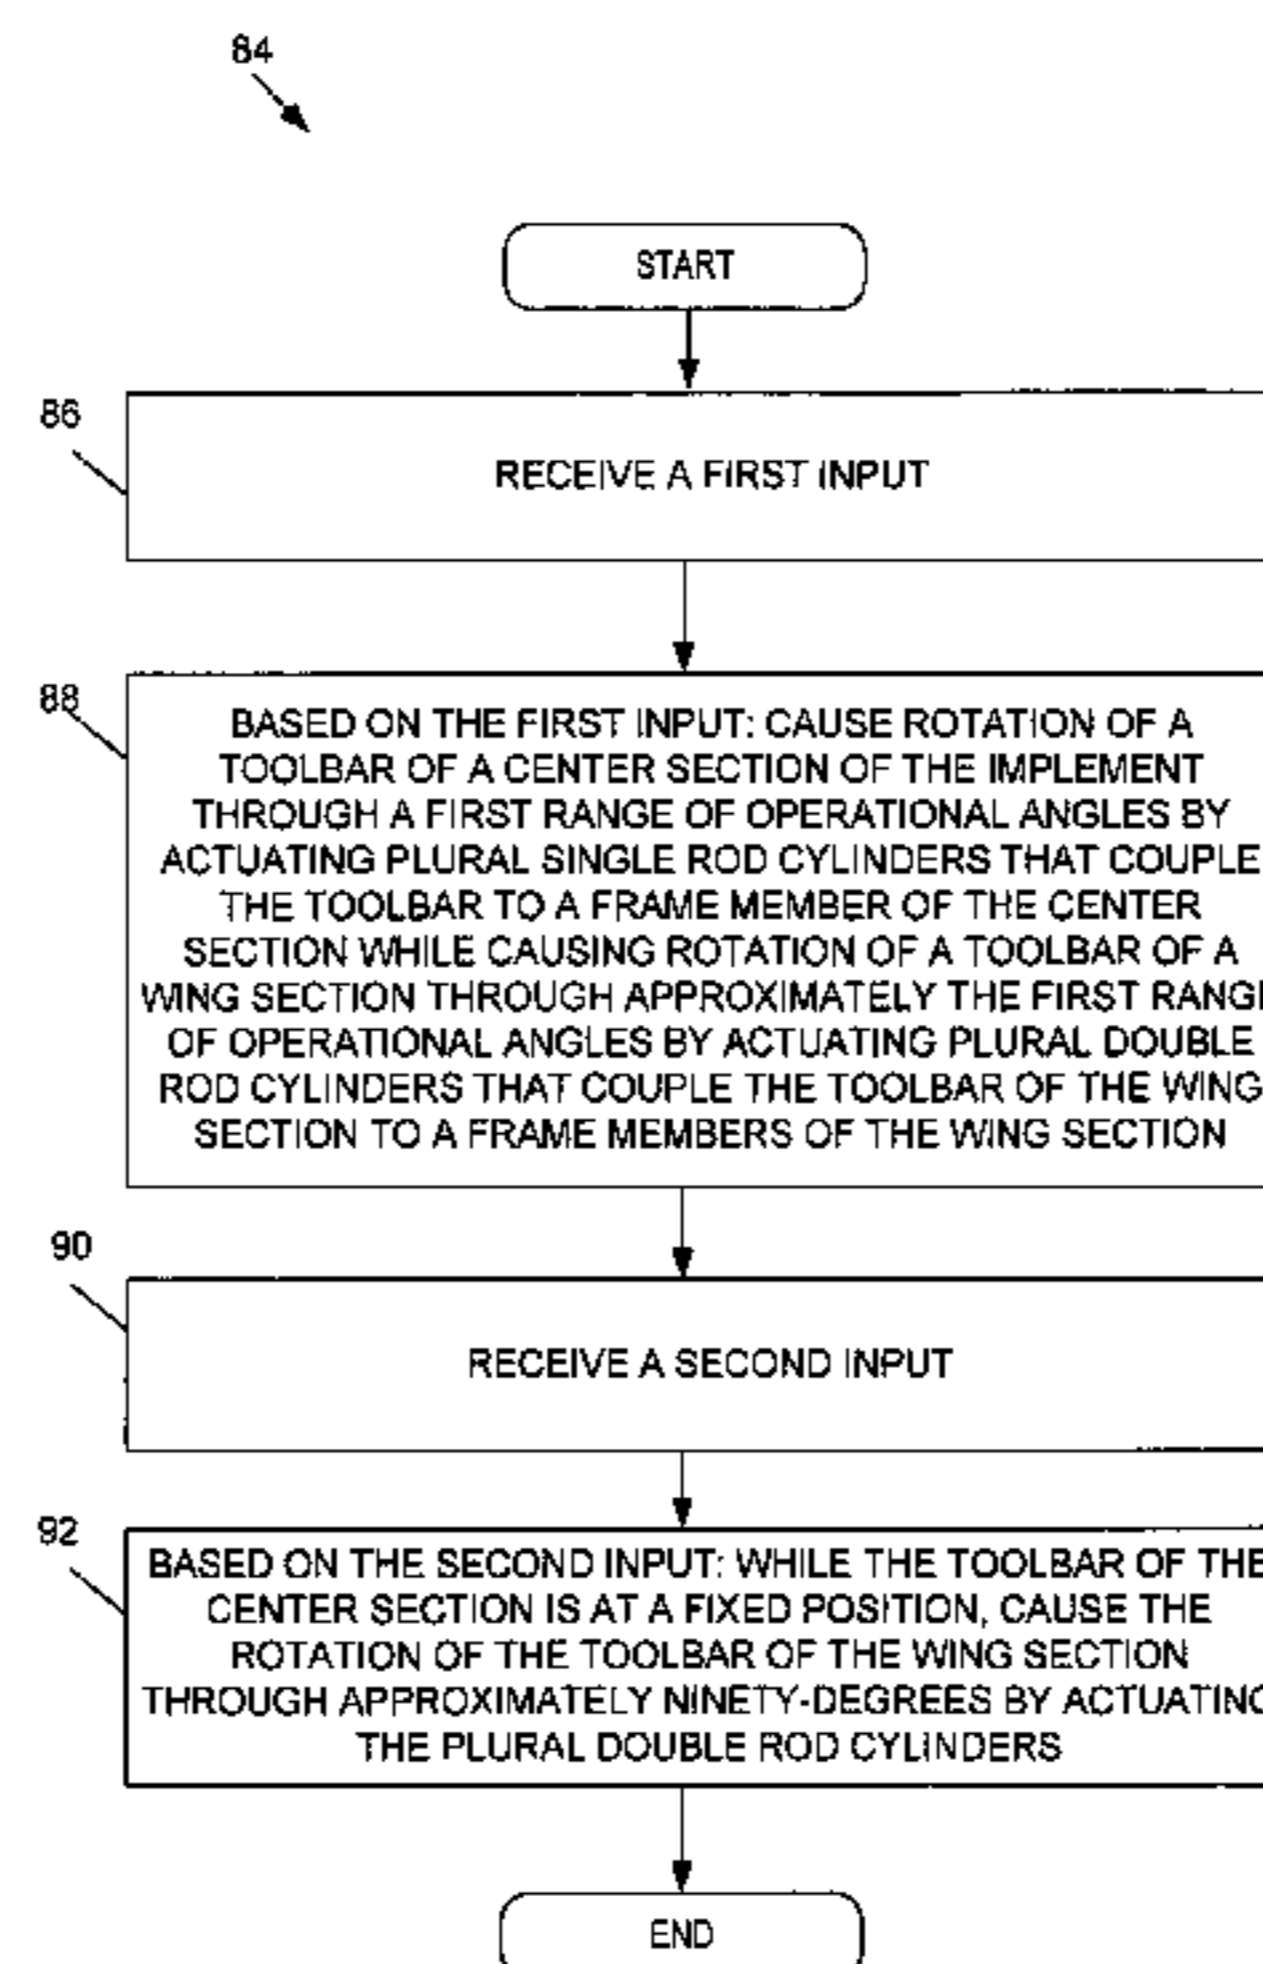 84
START
86
RECEIVE A FIRST INPUT
88
BASED ON THE FIRST INPUT: CAUSE ROTATION OF A
TOOLBAR OF A CENTER SECTION OF THE IMPLEMENT
THROUGH A FIRST RANGE OF OPERATIONAL ANGLES BY
ACTUATING PLURAL SINGLE ROD CYLINDERS THAT COUPLE
THE TOOLBAR TO A FRAME MEMBER OF THE CENTER
SECTION WHILE CAUSING ROTATION OF A TOOLBAR OF A
WING SECTION THROUGH APPROXIMATELY THE FIRST RANGE
OF OPERATIONAL ANGLES BY ACTUATING PLURAL DOUBLE
ROD CYLINDERS THAT COUPLE THE TOOLBAR OF THE WING
SECTION TO A FRAME MEMBERS OF THE WING SECTION
90
RECEIVE A SECOND INPUT
92
BASED ON THE SECOND INPUT: WHILE THE TOOLBAR OF THE
CENTER SECTION IS AT A FIXED POSITION, CAUSE THE
ROTATION OF THE TOOLBAR OF THE WING SECTION
THROUGH APPROXIMATELY NINETY-DEGREES BY ACTUATING
THE PLURAL DOUBLE ROD CYLINDERS
END